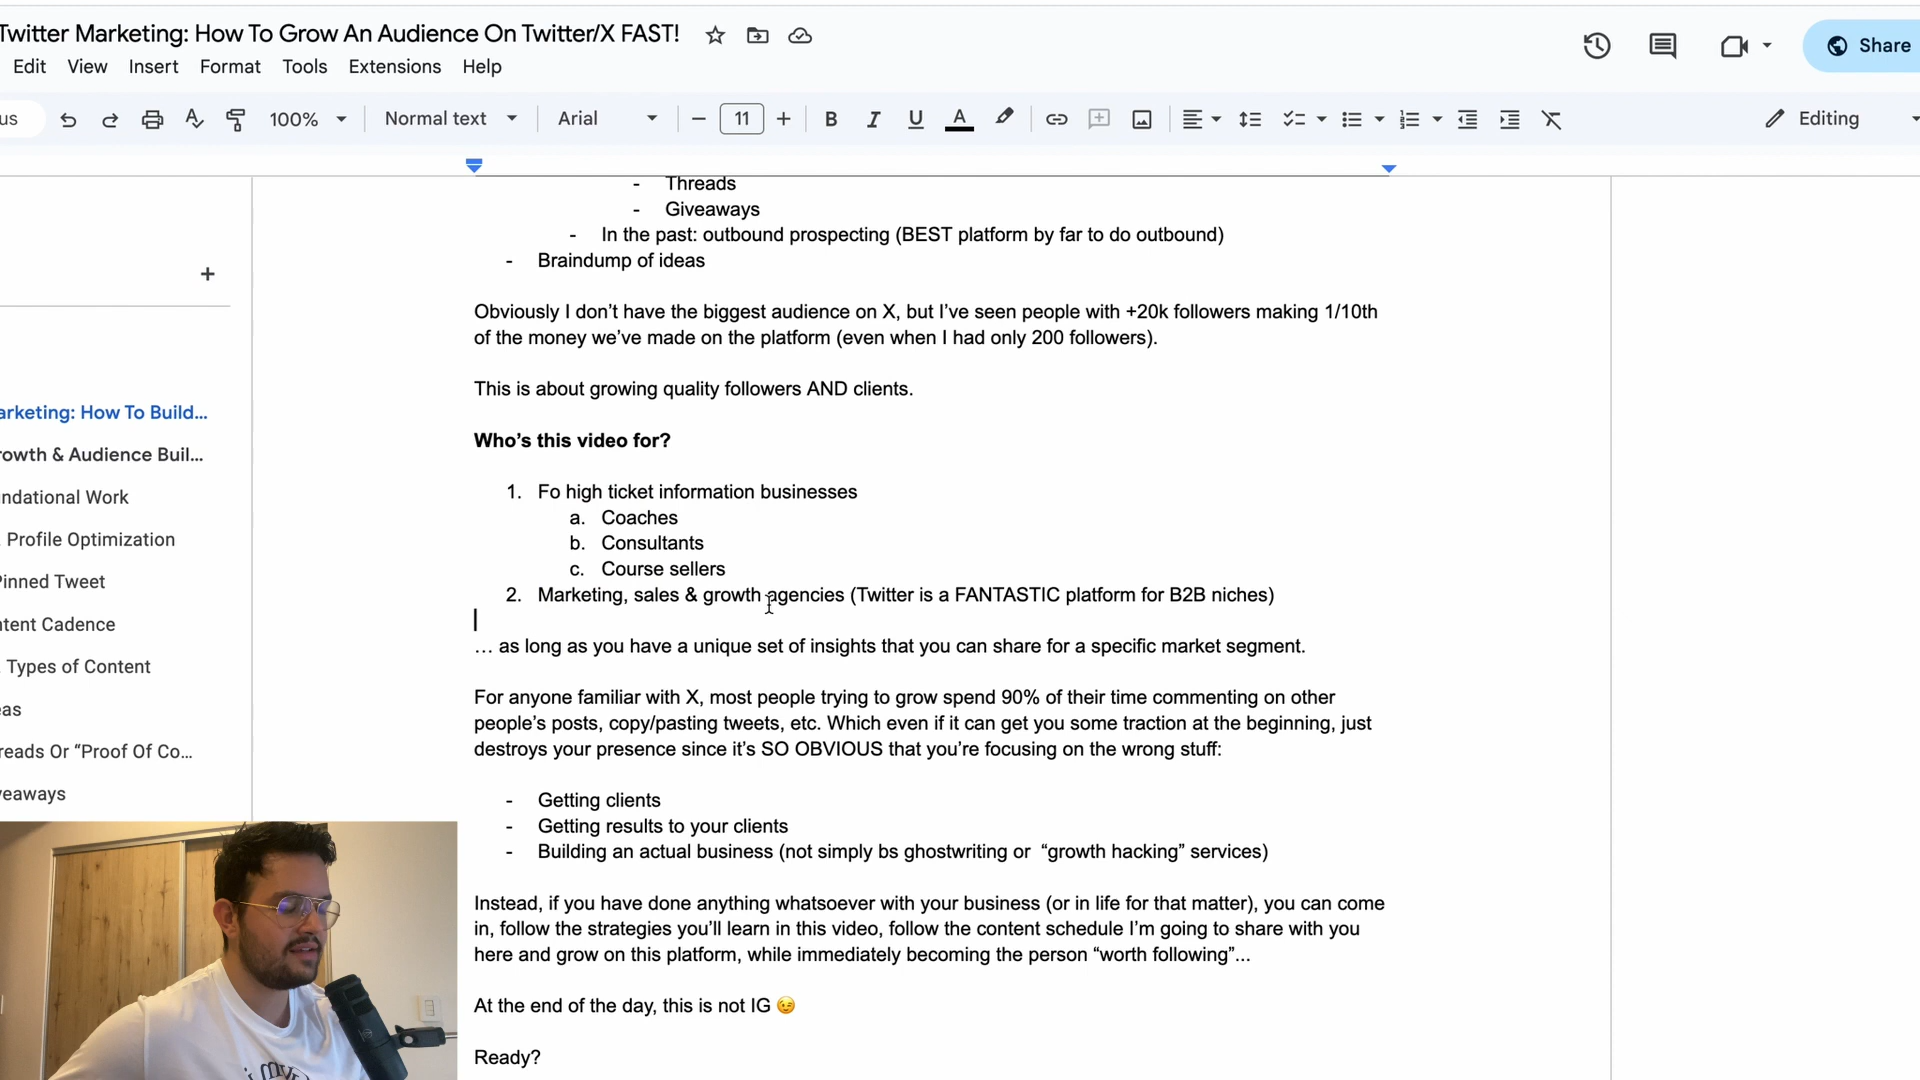 Twitter Marketing: How To Grow An Audience On Twitter/X FAST!
Edit View Insert Format Tools Extensions Help
Share
us 100% Normal text Arial 11 Editing
- Threads
- Giveaways
- In the past: outbound prospecting (BEST platform by far to do outbound)
- Braindump of ideas
Obviously I don’t have the biggest audience on X, but I’ve seen people with +20k followers making 1/10th
of the money we’ve made on the platform (even when I had only 200 followers).
This is about growing quality followers AND clients.
Who’s this video for?
1. Fo high ticket information businesses
a. Coaches
b. Consultants
c. Course sellers
2. Marketing, sales & growth agencies (Twitter is a FANTASTIC platform for B2B niches)
… as long as you have a unique set of insights that you can share for a specific market segment.
For anyone familiar with X, most people trying to grow spend 90% of their time commenting on other
people’s posts, copy/pasting tweets, etc. Which even if it can get you some traction at the beginning, just
destroys your presence since it’s SO OBVIOUS that you’re focusing on the wrong stuff:
- Getting clients
- Getting results to your clients
- Building an actual business (not simply bs ghostwriting or “growth hacking” services)
Instead, if you have done anything whatsoever with your business (or in life for that matter), you can come
in, follow the strategies you’ll learn in this video, follow the content schedule I’m going to share with you
here and grow on this platform, while immediately becoming the person “worth following”...
At the end of the day, this is not IG 😉
Ready?
arketing: How To Build...
rowth & Audience Buil...
ndational Work
Profile Optimization
Pinned Tweet
ntent Cadence
Types of Content
eas
reads Or “Proof Of Co...
veaways